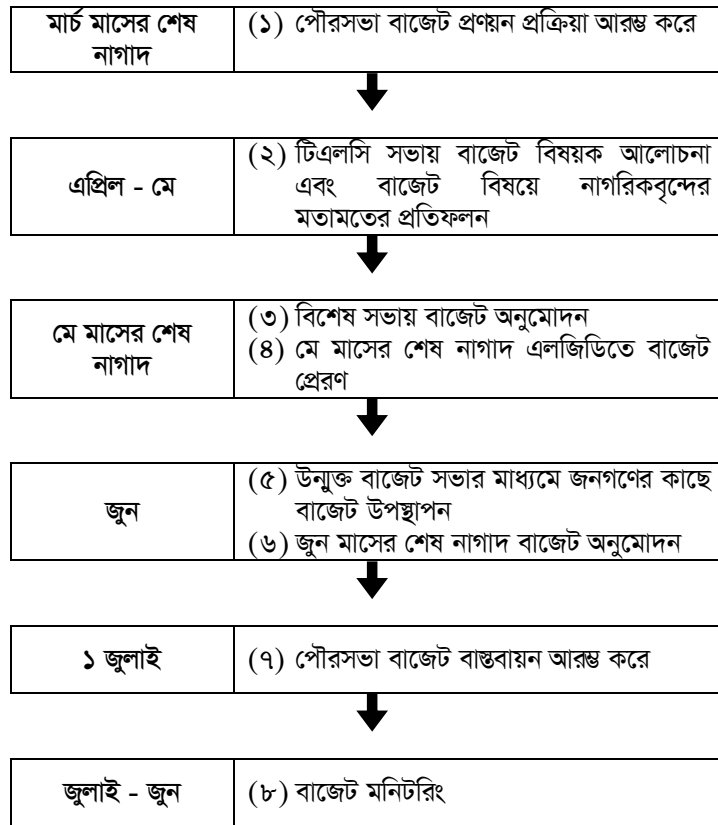 মার্চ মাসের শেষ
নাগাদ
(১) পৌরসভা বাজেট প্রণয়ন প্রক্রিয়া আরম্ভ করে
এপ্রিল - মে
(২) টিএলসি সভায় বাজেট বিষয়ক আলোচনা
এবং বাজেট বিষয়ে নাগরিকবৃন্দের
মতামতের প্রতিফলন
মে মাসের শেষ
নাগাদ
(৩) বিশেষ সভায় বাজেট অনুমোদন
(৪) মে মাসের শেষ নাগাদ এলজিডিতে বাজেট
প্রেরণ
জুন
(৫) উন্মুক্ত বাজেট সভার মাধ্যমে জনগণের কাছে
বাজেট উপস্থাপন
(৬) জুন মাসের শেষ নাগাদ বাজেট অনুমোদন
১ জুলাই
(৭) পৌরসভা বাজেট বাস্তবায়ন আরম্ভ করে
জুলাই - জুন
(৮) বাজেট মনিটরিং